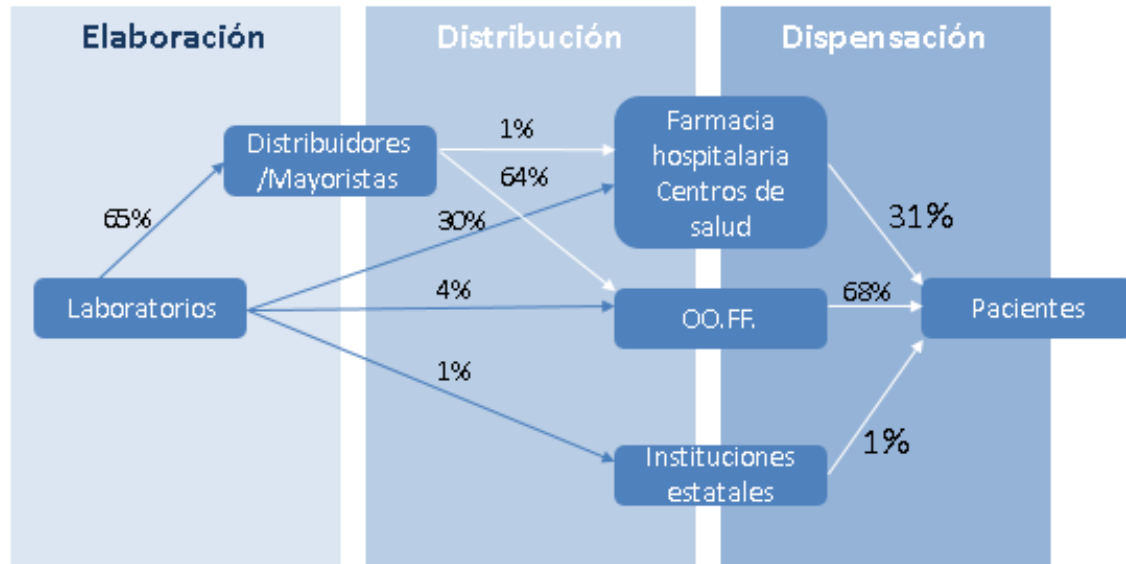 Elaboración
Distribución
Dispensación
Distribuidores
/Mayoristas
1%
64%
Farmacia
hospitalaria
Centros de
salud
65%
30%
31%
Laboratorios
4%
OO.FF.
68%
Pacientes
1%
Instituciones
estatales
1%